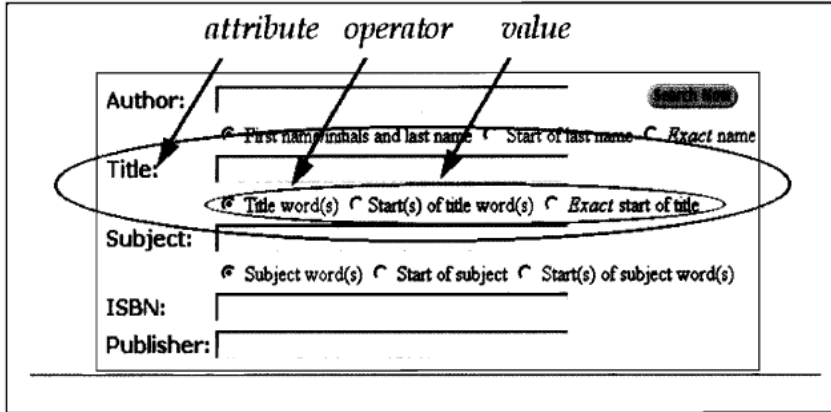 attribute operator value
Author: Search Now
First name/initials and last name Start of last name Exact name
Title:
Title word(s) Start(s) of title word(s) Exact start of title
Subject:
Subject word(s) Start of subject Start(s) of subject word(s)
ISBN:
Publisher: